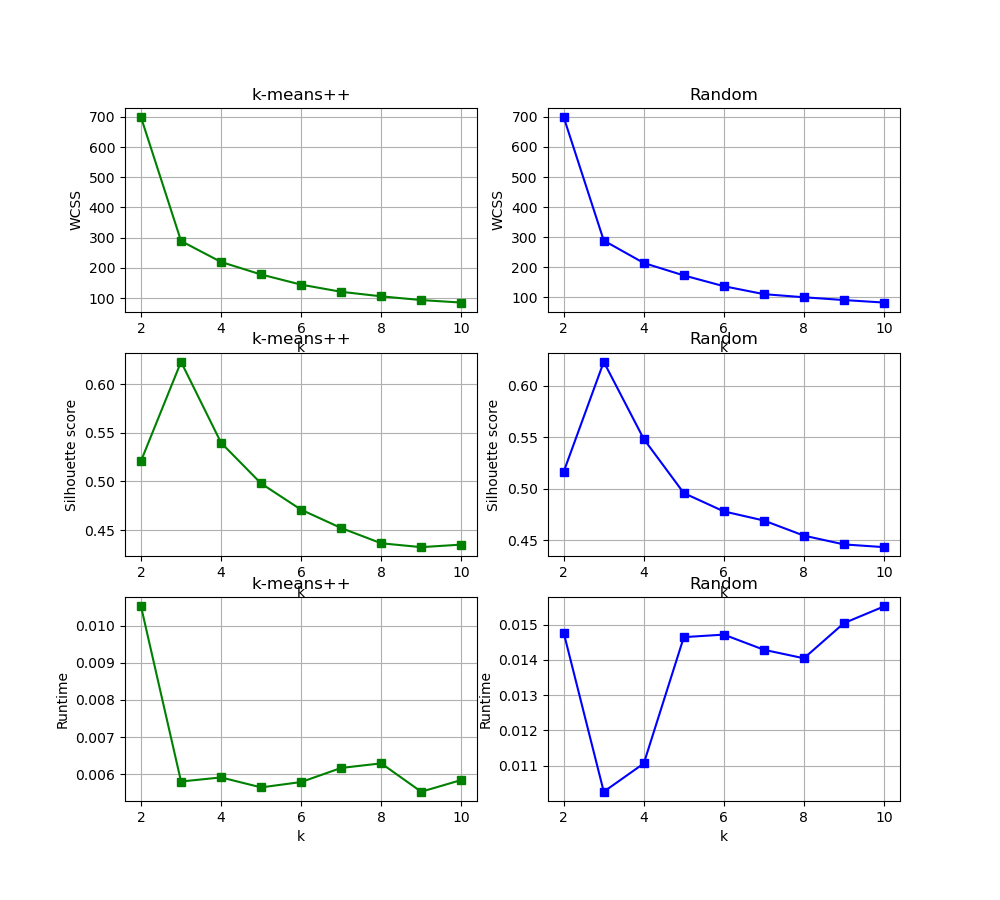 k-means++
Random
700
600
500
400
300
200
100
WCSS
2 4 6 8 10
k
700
600
500
400
300
200
100
WCSS
2 4 6 8 10
k
k-means++
Random
0.60
0.55
0.50
0.45
Silhouette score
2 4 6 8 10
k
0.60
0.55
0.50
0.45
Silhouette score
2 4 6 8 10
k
k-means++
Random
0.010
0.009
0.008
0.007
0.006
Runtime
2 4 6 8 10
k
0.015
0.014
0.013
0.012
0.011
Runtime
2 4 6 8 10
k